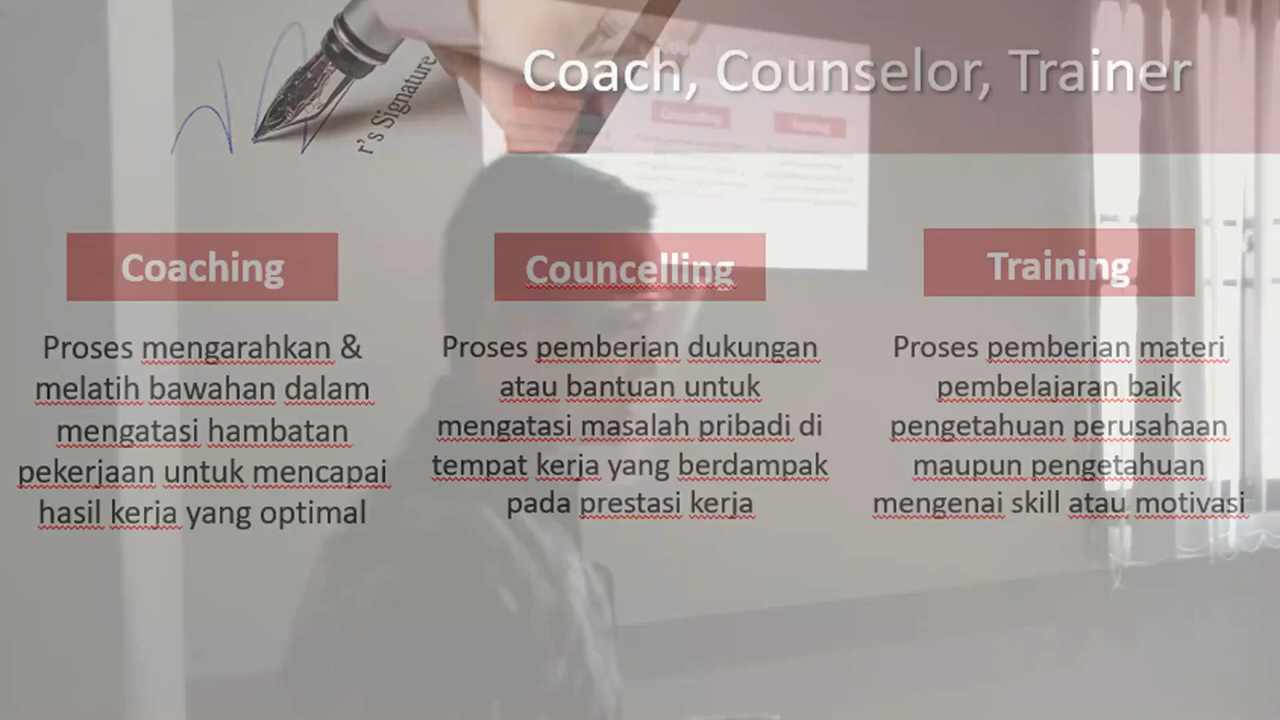 Coach, Counselor, Trainer
r's Signature
Coaching
Proses mengarahkan &
melatih bawahan dalam
mengatasi hambatan
pekerjaan untuk mencapai
hasil kerja yang optimal
Councelling
Proses pemberian dukungan
atau bantuan untuk
mengatasi masalah pribadi di
tempat kerja yang berdampak
pada prestasi kerja
Training
Proses pemberian materi
pembelajaran baik
pengetahuan perusahaan
maupun pengetahuan
mengenai skill atau motivasi
Councelling
Training